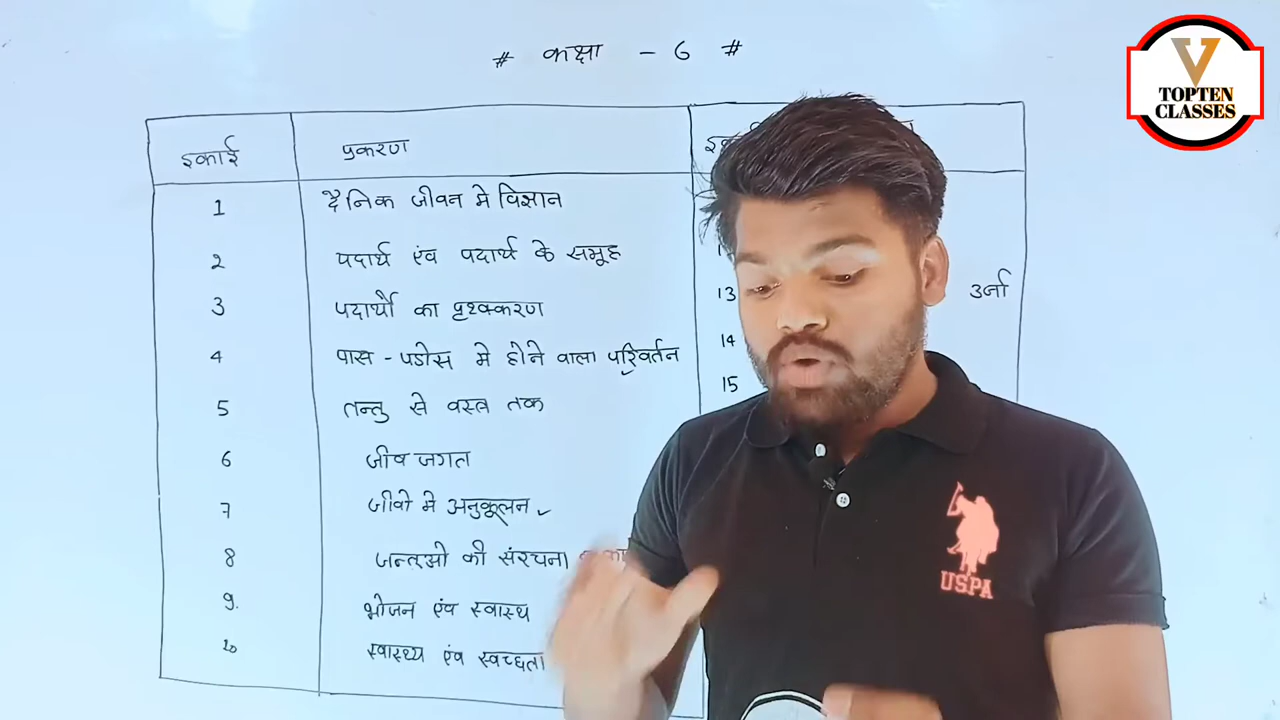 # कक्षा - 6 #
TOPTEN
CLASSES
इकाई प्रकरण
1 दैनिक जीवन मे विज्ञान
2 पदार्थ एंव पदार्थ के समूह
3 पदार्थो का पृथ्क्करण
13 उर्जा
4 पास - पडोस मे होने वाला परिवर्तन
14
5 तन्तु से वस्त्र तक
15
6 जीव जगत
7 जीवो मे अनुकूलन
8 जन्तुओ की संरचना
9. भोजन एंव स्वास्थ
10 स्वास्थ्य एंव स्वच्छता
USPA